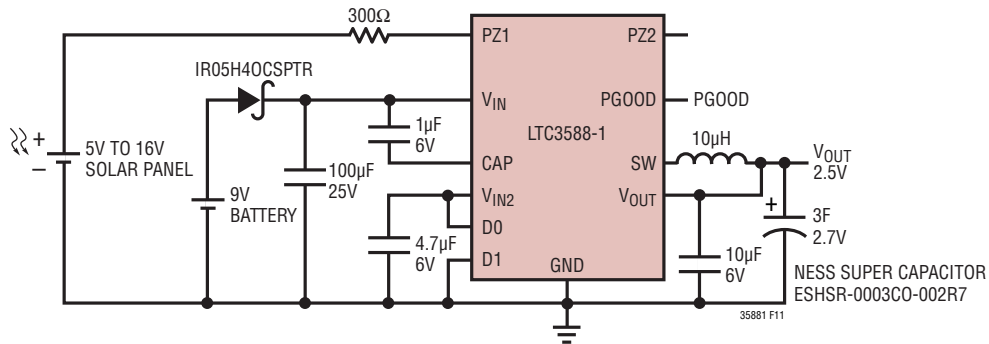 300Ω
PZ1
PZ2
IR05H4OCSPTR
VIN
PGOOD
PGOOD
LTC3588-1
1µF
6V
CAP
SW
10µH
VOUT
2.5V
+
–
5V TO 16V
SOLAR PANEL
100µF
25V
9V
BATTERY
VIN2
VOUT
D0
+
3F
2.7V
4.7µF
6V
D1
GND
10µF
6V
NESS SUPER CAPACITOR
ESHSR-0003CO-002R7
35881 F11